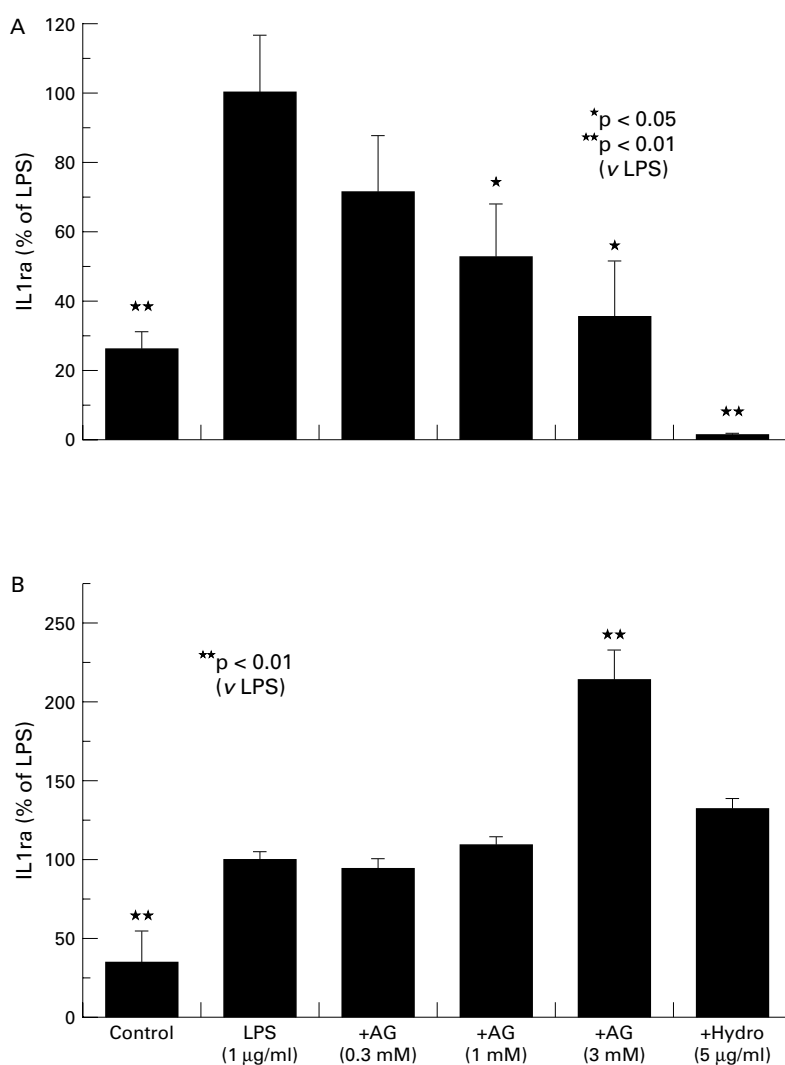 A
120
100
80
60
40
20
0
IL1ra (% of LPS)
*p < 0.05
**p < 0.01
(v LPS)
**
*
*
**
B
250
200
150
100
50
0
IL1ra (% of LPS)
**p < 0.01
(v LPS)
**
**
Control
LPS
(1 µg/ml)
+AG
(0.3 mM)
+AG
(1 mM)
+AG
(3 mM)
+Hydro
(5 µg/ml)